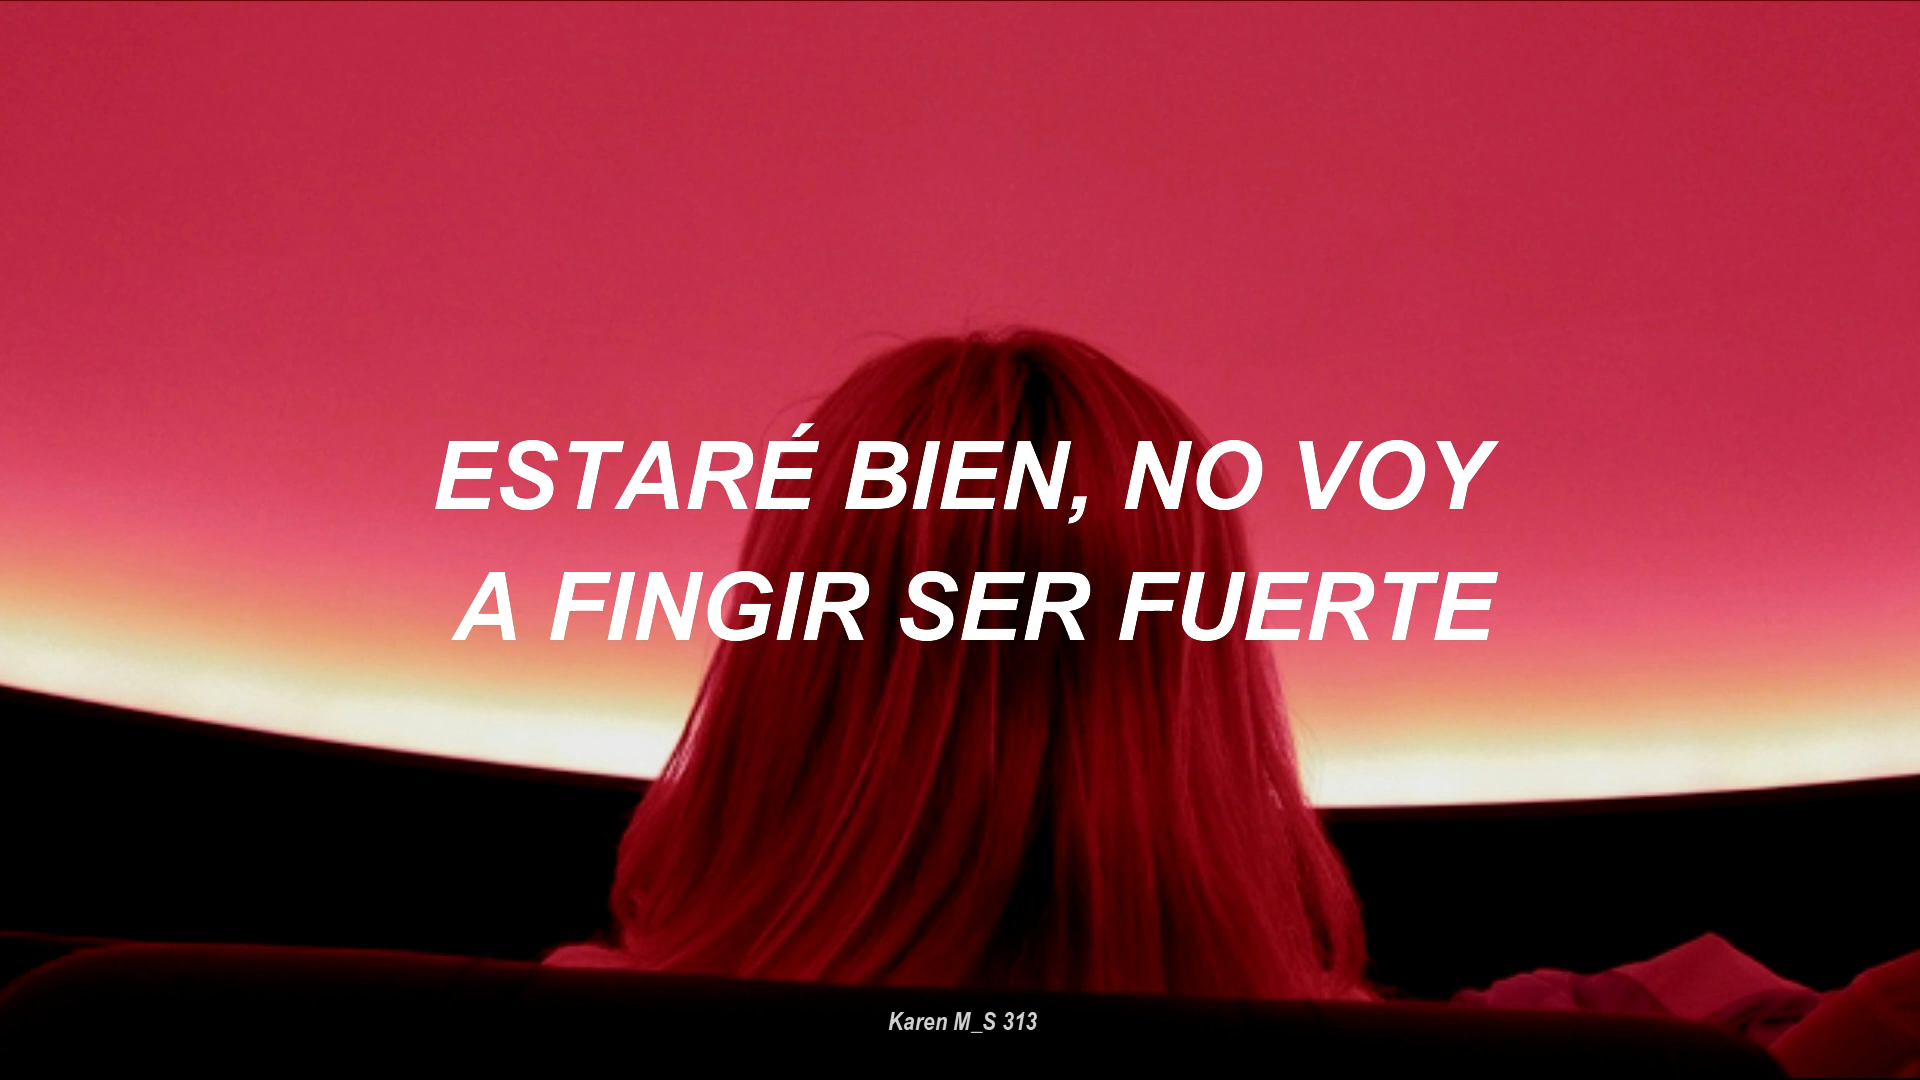 ESTARÉ BIEN, NO VOY
A FINGIR SER FUERTE
Karen M_S 313